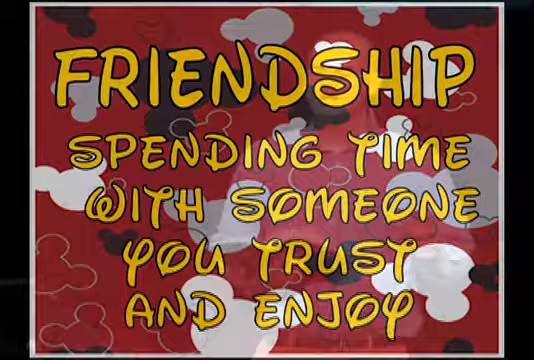 FRIENDSHIP
SPENDING TIME
WITH SOMEONE
YOU TRUST
AND ENJOY